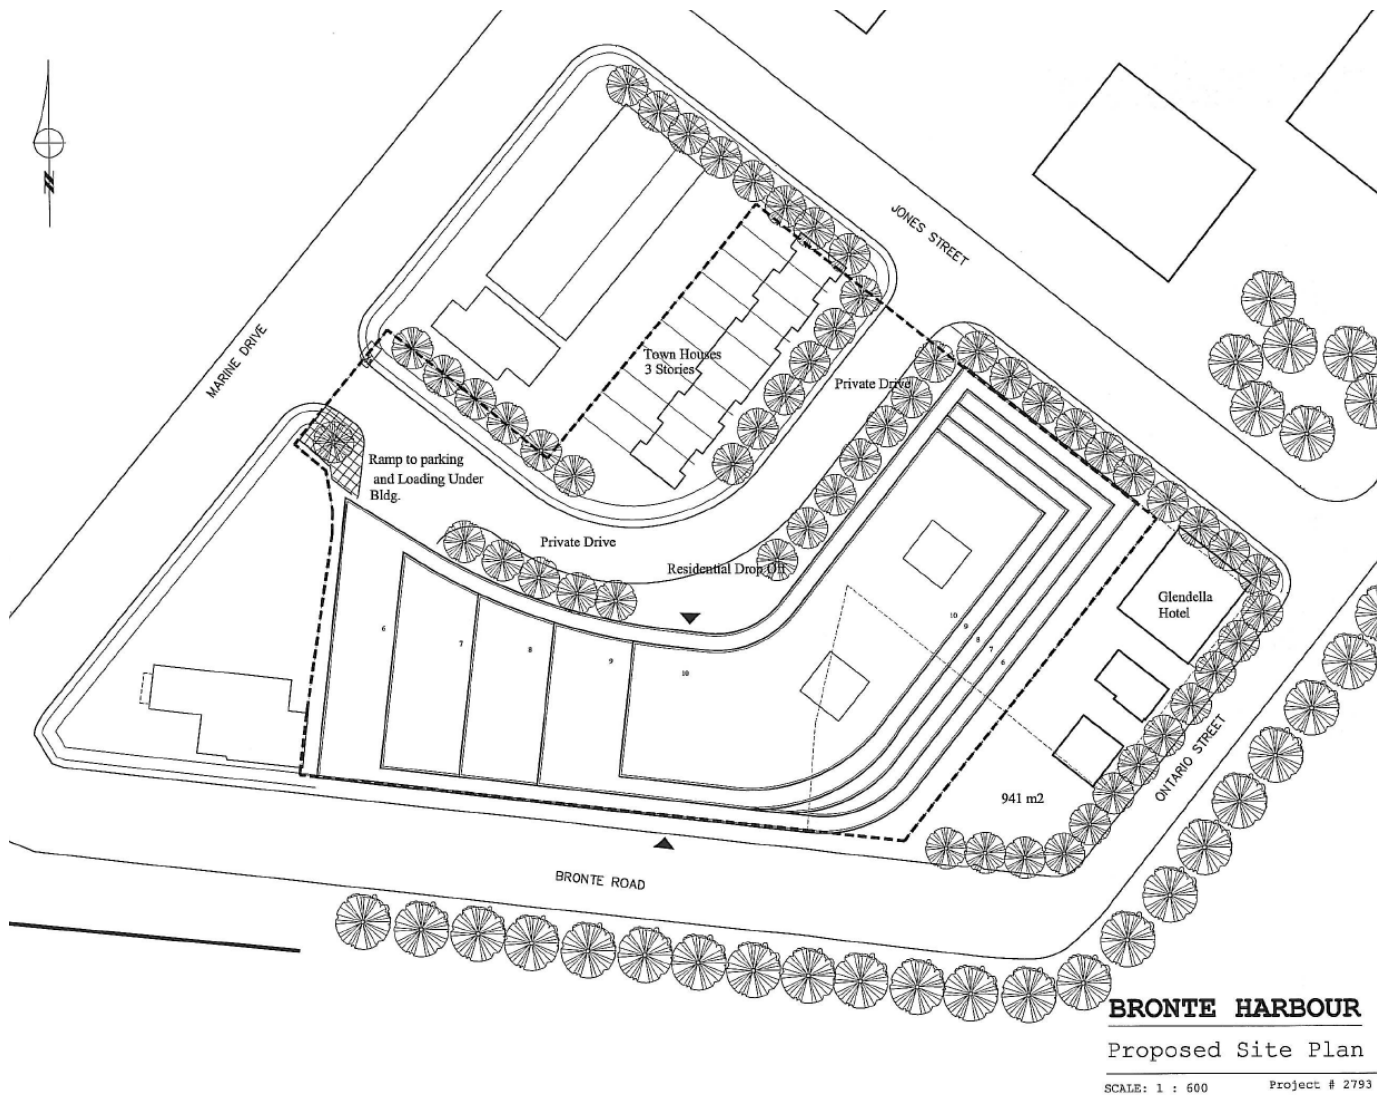 N
JONES STREET
MARINE DRIVE
Town Houses
3 Stories
Private Drive
Ramp to parking
and Loading Under
Bldg.
Private Drive
Residential Drop Off
Glendella
Hotel
6
7
8
9
10
10
9
8
7
6
941 m2
ONTARIO STREET
BRONTE ROAD
BRONTE HARBOUR
Proposed Site Plan
SCALE: 1 : 600
Project # 2793